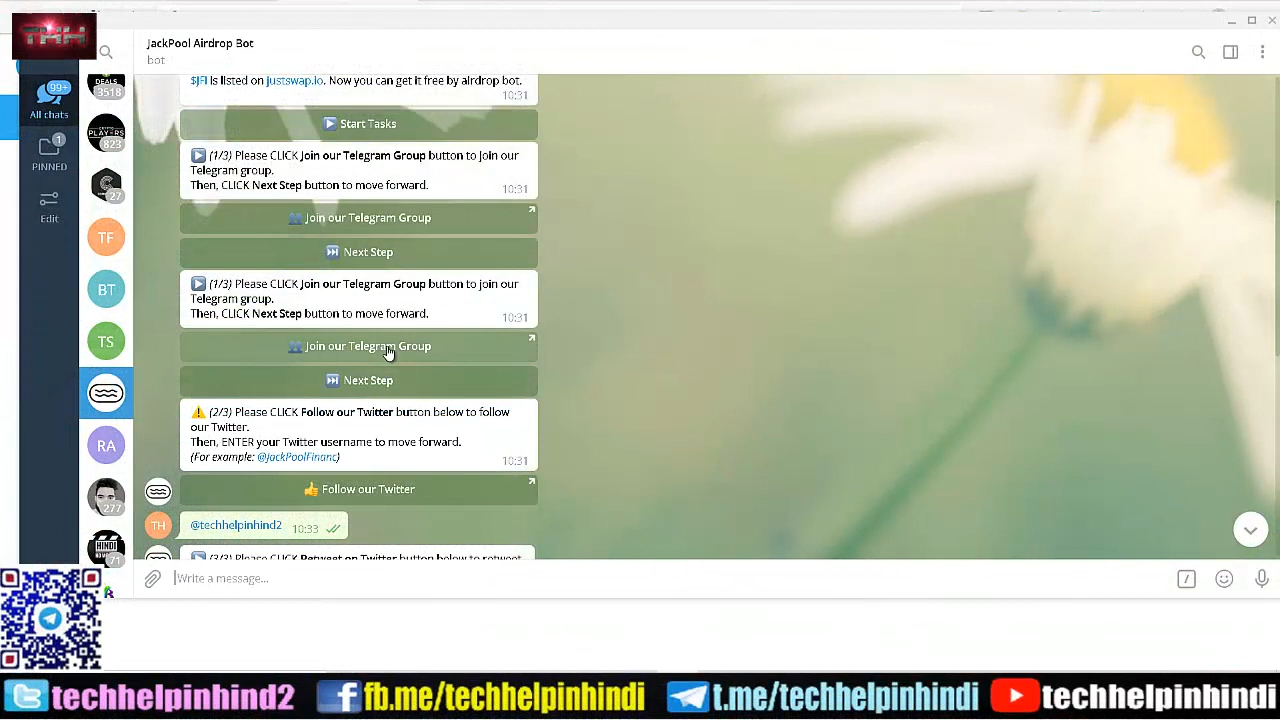 THH
JackPool Airdrop Bot
bot
99+
All chats
1
PINNED
Edit
DEALS
3518
PLAYERS
823
27
TF
BT
TS
RA
277
HINDI
71
$JFI is listed on justswap.io. Now you can get it free by airdrop bot.
10:31
Start Tasks
(1/3) Please CLICK Join our Telegram Group button to join our
Telegram group.
Then, CLICK Next Step button to move forward.
10:31
Join our Telegram Group
Next Step
(1/3) Please CLICK Join our Telegram Group button to join our
Telegram group.
Then, CLICK Next Step button to move forward.
10:31
Join our Telegram Group
Next Step
(2/3) Please CLICK Follow our Twitter button below to follow
our Twitter.
Then, ENTER your Twitter username to move forward.
(For example: @JackPoolFinanc)
10:31
Follow our Twitter
TH
@techhelpinhind2
10:33
(3/3) Please CLICK Retweet on Twitter button below to retweet
Write a message...
techhelpinhind2
fb.me/techhelpinhindi
t.me/techhelpinhindi
techhelpinhindi